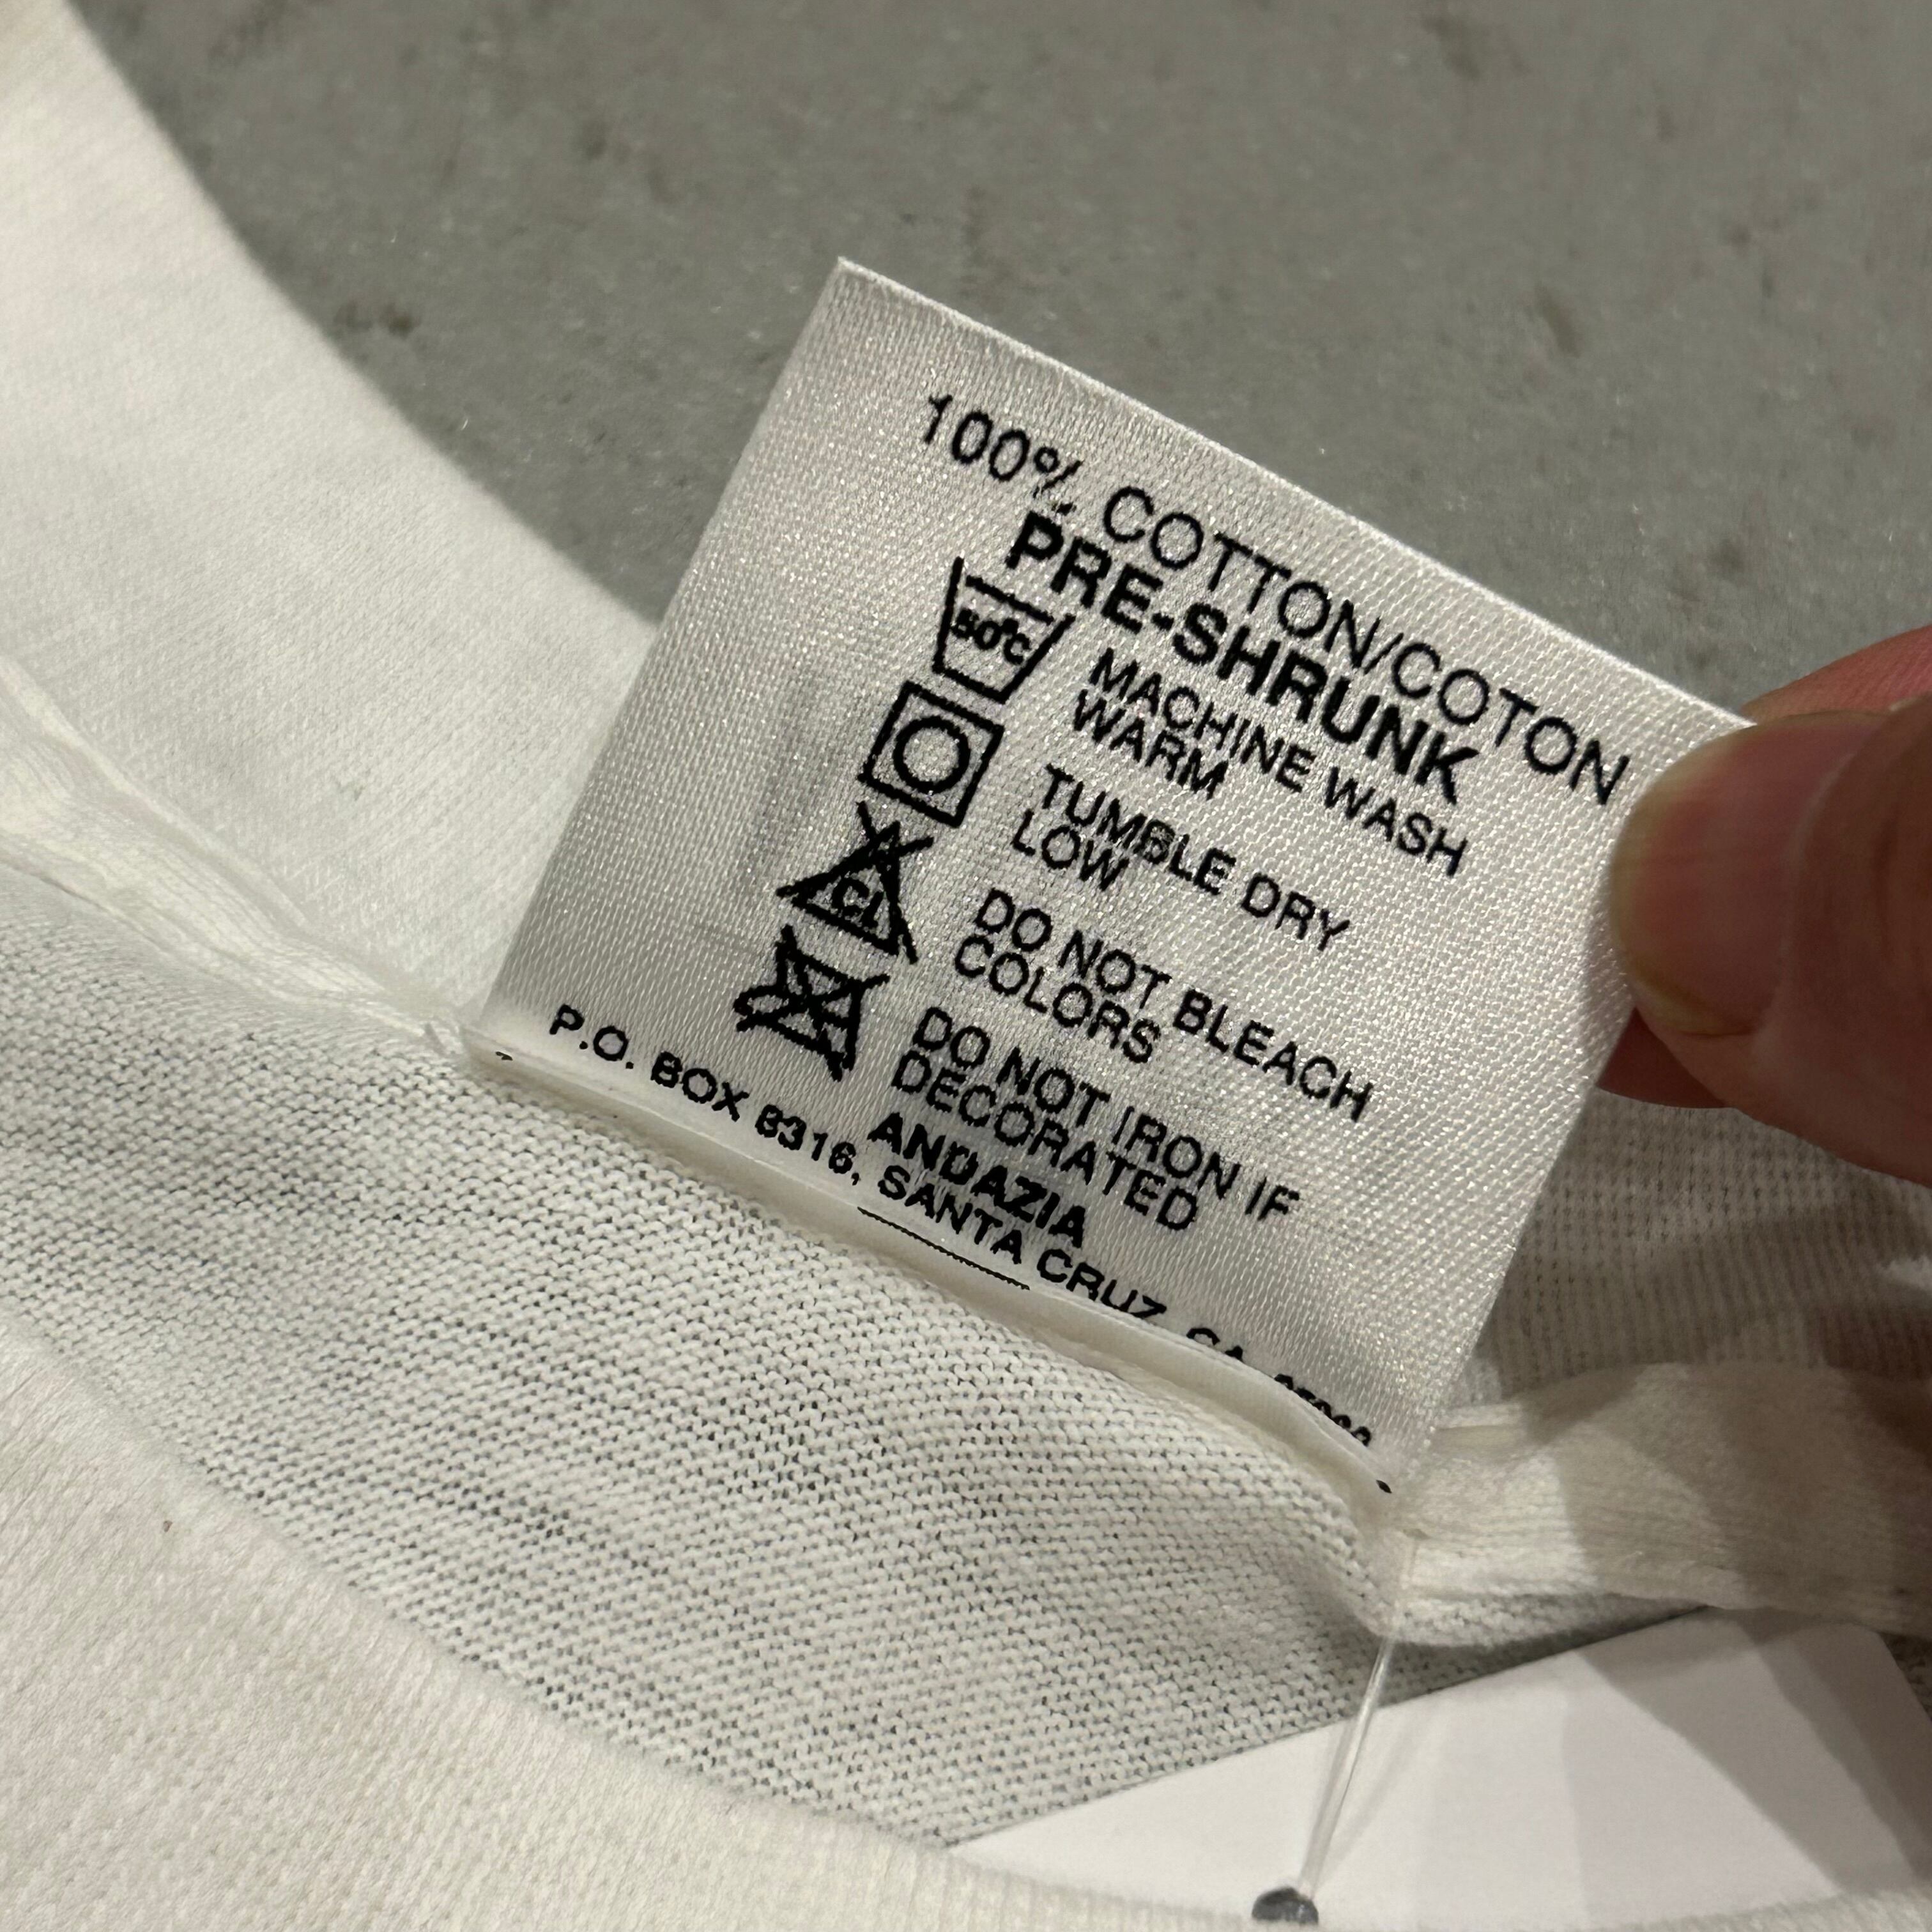 100% COTTON/COTON
PRE-SHRUNK
50°C
MACHINE WASH
WARM
TUMBLE DRY
LOW
CL
DO NOT BLEACH
COLORS
DO NOT IRON IF
DECORATED
ANDAZIA
P.O. BOX 8316, SANTA CRUZ, CA